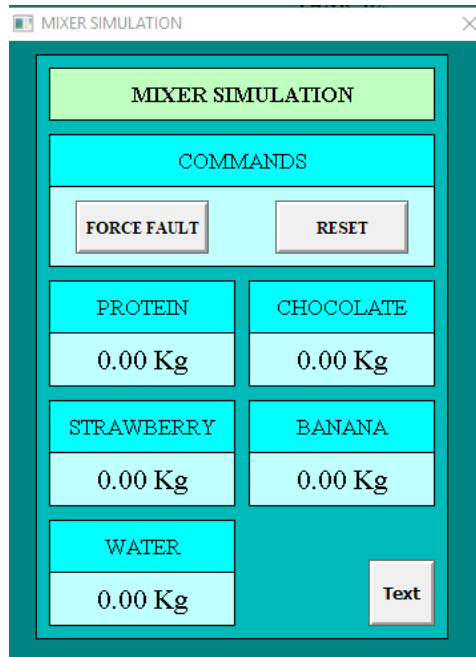 MIXER SIMULATION
MIXER SIMULATION
COMMANDS
FORCE FAULT
RESET
PROTEIN
CHOCOLATE
0.00 Kg
0.00 Kg
STRAWBERRY
BANANA
0.00 Kg
0.00 Kg
WATER
0.00 Kg
Text